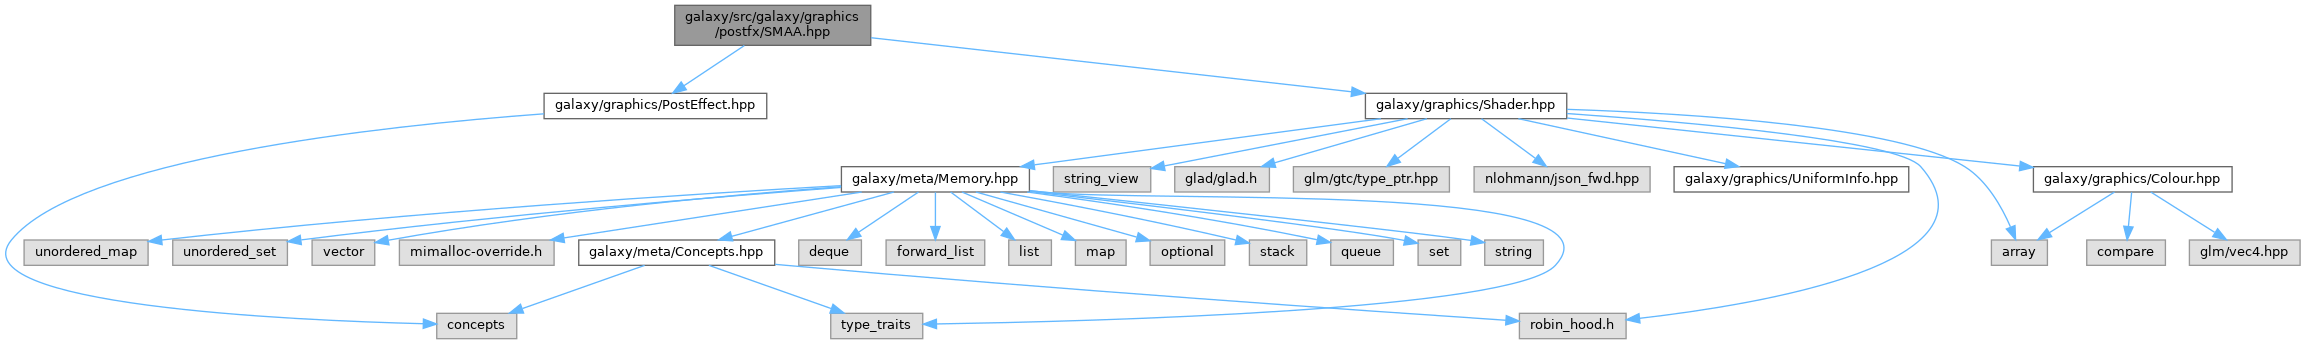 galaxy/src/galaxy/graphics
/postfx/SMAA.hpp
galaxy/graphics/PostEffect.hpp
galaxy/graphics/Shader.hpp
galaxy/meta/Memory.hpp
string_view
glad/glad.h
glm/gtc/type_ptr.hpp
nlohmann/json_fwd.hpp
galaxy/graphics/UniformInfo.hpp
galaxy/graphics/Colour.hpp
unordered_map
unordered_set
vector
mimalloc-override.h
galaxy/meta/Concepts.hpp
deque
forward_list
list
map
optional
stack
queue
set
string
array
compare
glm/vec4.hpp
concepts
type_traits
robin_hood.h